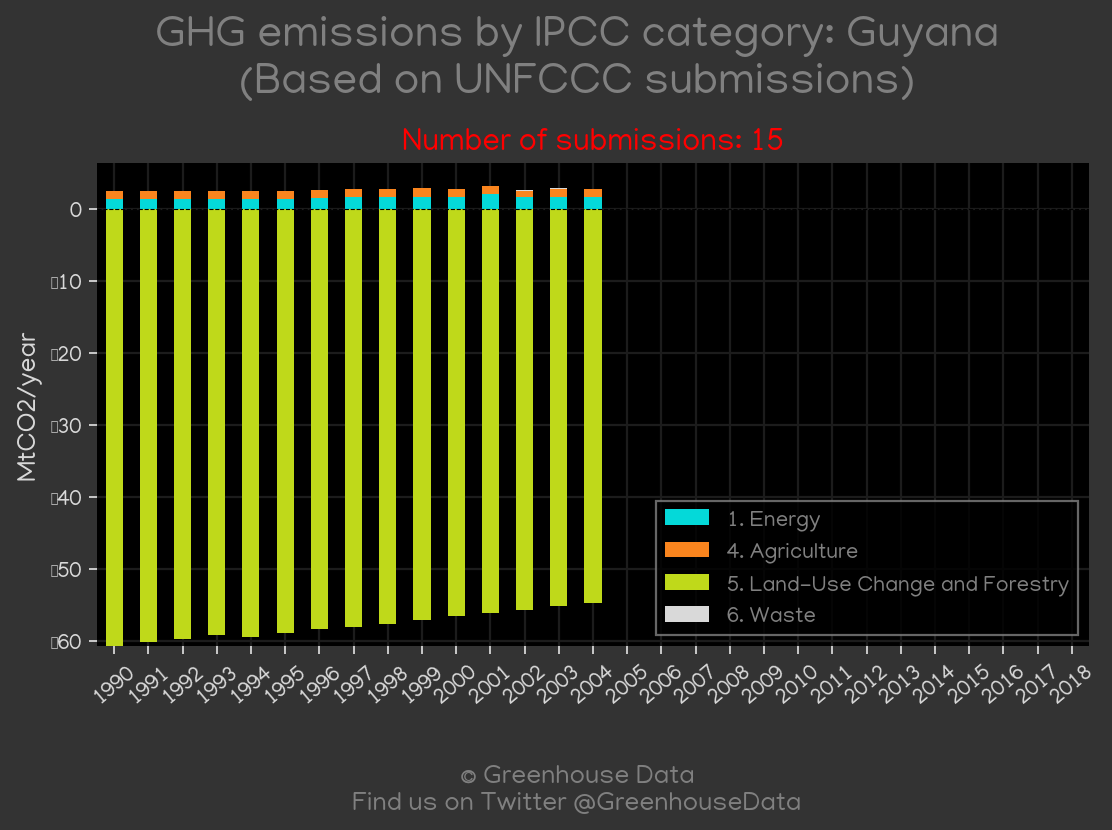 GHG emissions by IPCC category: Guyana
(Based on UNFCCC submissions)
Number of submissions: 15
MtCO2/year
0
▯10
▯20
▯30
▯40
▯50
▯60
1. Energy
4. Agriculture
5. Land-Use Change and Forestry
6. Waste
1990 1991 1992 1993 1994 1995 1996 1997 1998 1999 2000 2001 2002 2003 2004 2005 2006 2007 2008 2009 2010 2011 2012 2013 2014 2015 2016 2017 2018
© Greenhouse Data
Find us on Twitter @GreenhouseData